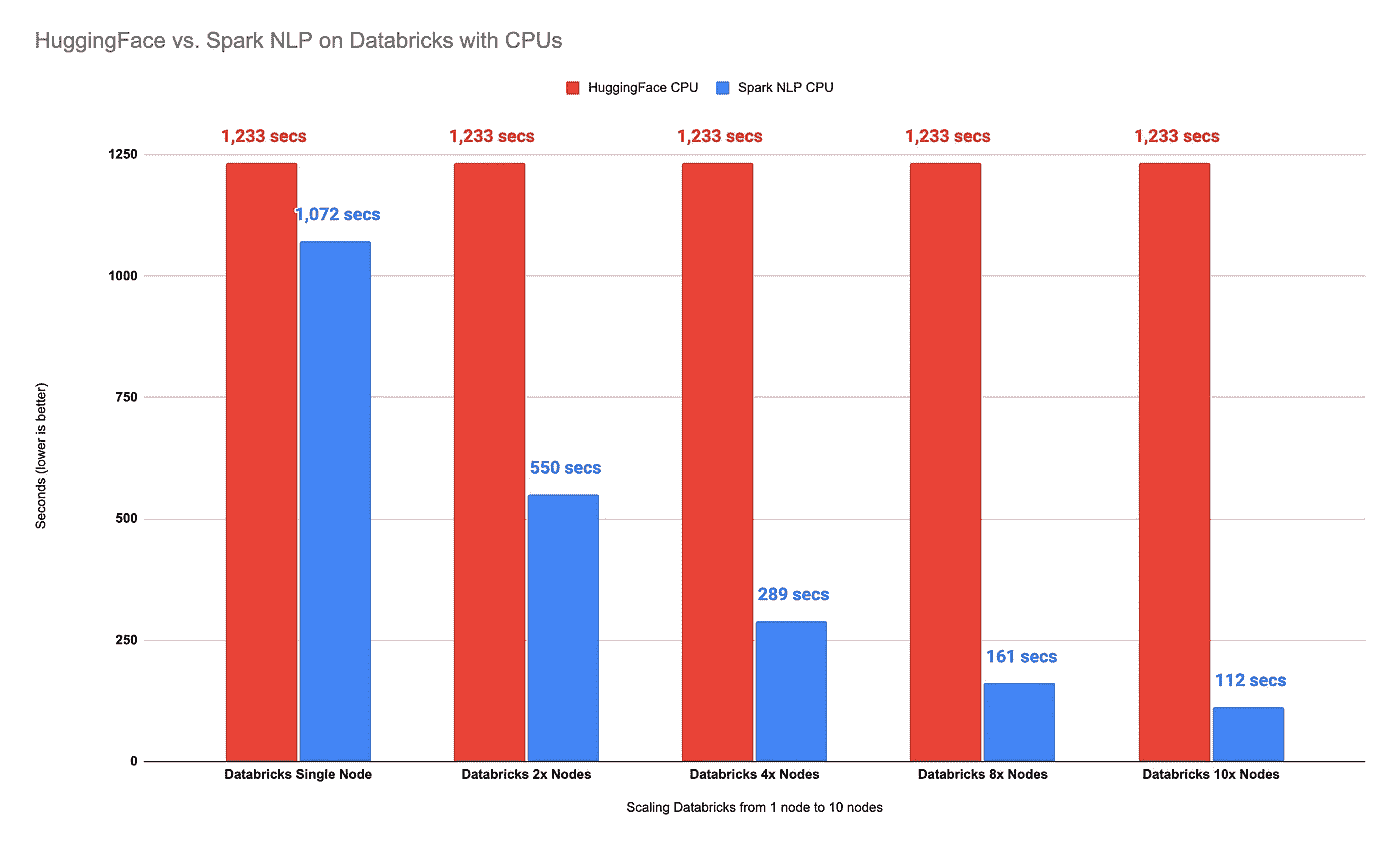 HuggingFace vs. Spark NLP on Databricks with CPUs
HuggingFace CPU
Spark NLP CPU
1,233 secs
1,233 secs
1,233 secs
1,233 secs
1,233 secs
1,072 secs
550 secs
289 secs
161 secs
112 secs
1250
1000
750
500
250
0
Seconds (lower is better)
Databricks Single Node
Databricks 2x Nodes
Databricks 4x Nodes
Databricks 8x Nodes
Databricks 10x Nodes
Scaling Databricks from 1 node to 10 nodes